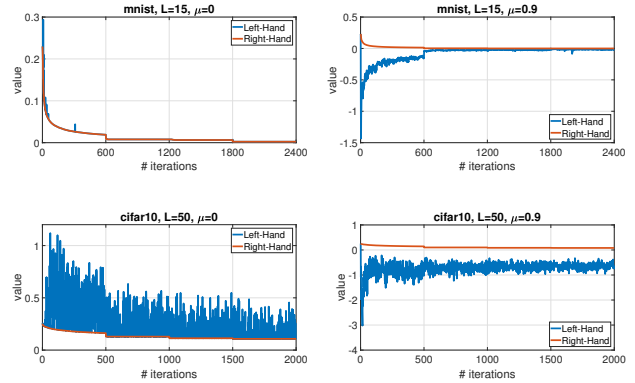 mnist, L=15, μ=0
0.3
0.2
0.1
0
value
Left-Hand
Right-Hand
0 600 1200 1800 2400
# iterations
mnist, L=15, μ=0.9
0.5
0
-0.5
-1
-1.5
value
Left-Hand
Right-Hand
0 600 1200 1800 2400
# iterations
cifar10, L=50, μ=0
1
0.5
0
value
Left-Hand
Right-Hand
0 500 1000 1500 2000
# iterations
cifar10, L=50, μ=0.9
1
0
-1
-2
-3
-4
value
Left-Hand
Right-Hand
0 500 1000 1500 2000
# iterations